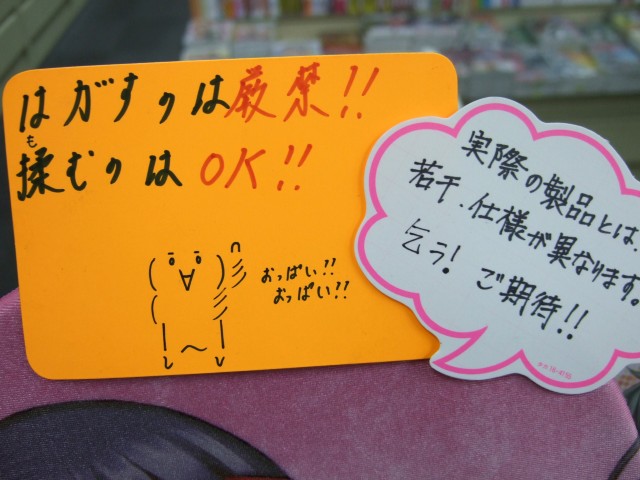 はがすのは厳禁!!
揉むのはOK!!
も
おっぱい!!
おっぱい!!
実際の製品とは、
若干、仕様が異なります。
乞う!ご期待!!